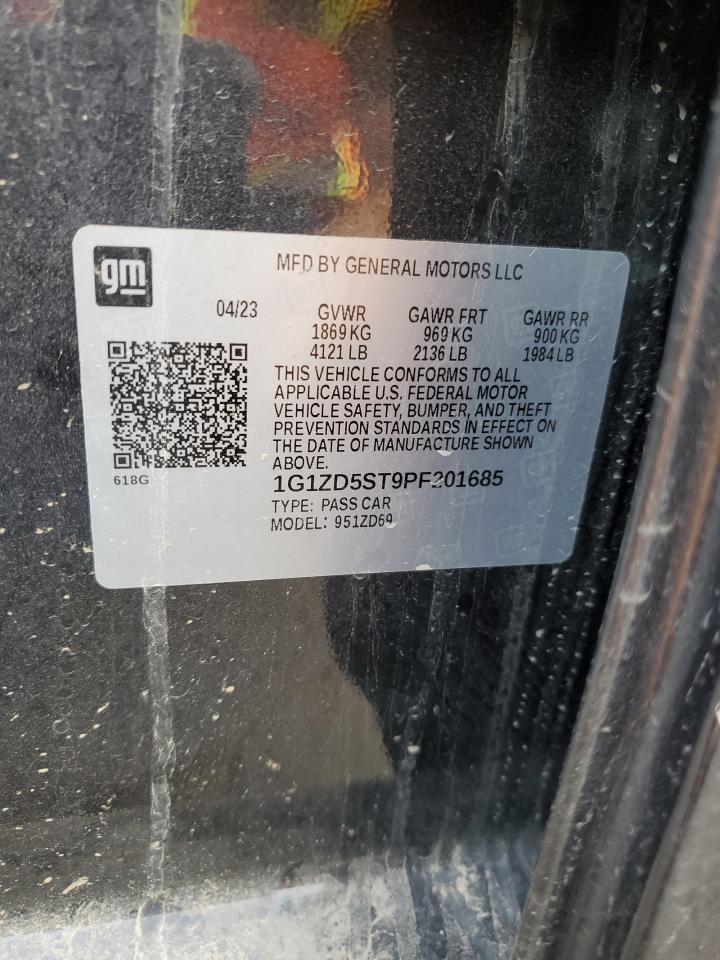 gm
MFD BY GENERAL MOTORS LLC
04/23 GVWR GAWR FRT GAWR RR
1869 KG 969 KG 900 KG
4121 LB 2136 LB 1984 LB
THIS VEHICLE CONFORMS TO ALL
APPLICABLE U.S. FEDERAL MOTOR
VEHICLE SAFETY, BUMPER, AND THEFT
PREVENTION STANDARDS IN EFFECT ON
THE DATE OF MANUFACTURE SHOWN
ABOVE.
618G
1G1ZD5ST9PF201685
TYPE: PASS CAR
MODEL: 951ZD69